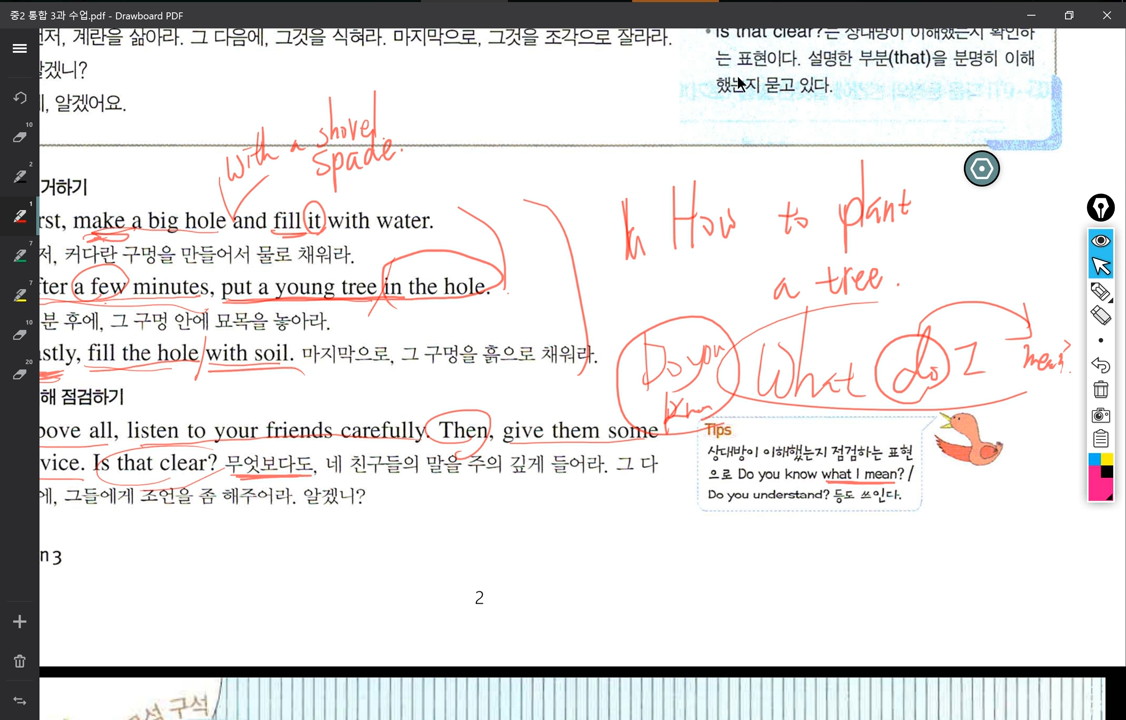 중2 통합 3과 수업.pdf - Drawboard PDF
먼저, 계란을 삶아라. 그 다음에, 그것을 식혀라. 마지막으로, 그것을 조각으로 잘라라.
알겠니?
알겠어요.
• Is that clear?는 상대방이 이해했는지 확인하
는 표현이다. 설명한 부분(that)을 분명히 이해
했는지 묻고 있다.
with a shovel.
spade.
거하기
rst, make a big hole and fill it with water.
저, 커다란 구멍을 만들어서 물로 채워라.
fter a few minutes, put a young tree in the hole.
분 후에, 그 구멍 안에 묘목을 놓아라.
astly, fill the hole with soil. 마지막으로, 그 구멍을 흙으로 채워라.
How to plant
a tree.
Do you know
What do I mean?
해 점검하기
bove all, listen to your friends carefully. Then, give them some
vice. Is that clear? 무엇보다도, 네 친구들의 말을 주의 깊게 들어라. 그 다
에, 그들에게 조언을 좀 해주어라. 알겠니?
Tips
상대방이 이해했는지 점검하는 표현
으로 Do you know what I mean? /
Do you understand? 등도 쓰인다.
n 3
2
구석